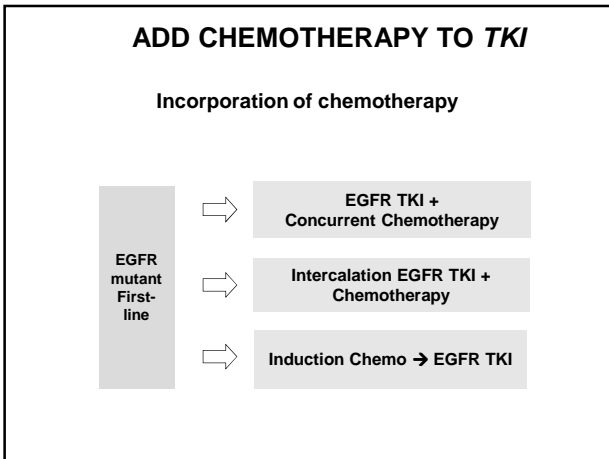 ADD CHEMOTHERAPY TO TKI
Incorporation of chemotherapy
EGFR
mutant
First-
line
EGFR TKI +
Concurrent Chemotherapy
Intercalation EGFR TKI +
Chemotherapy
Induction Chemo → EGFR TKI